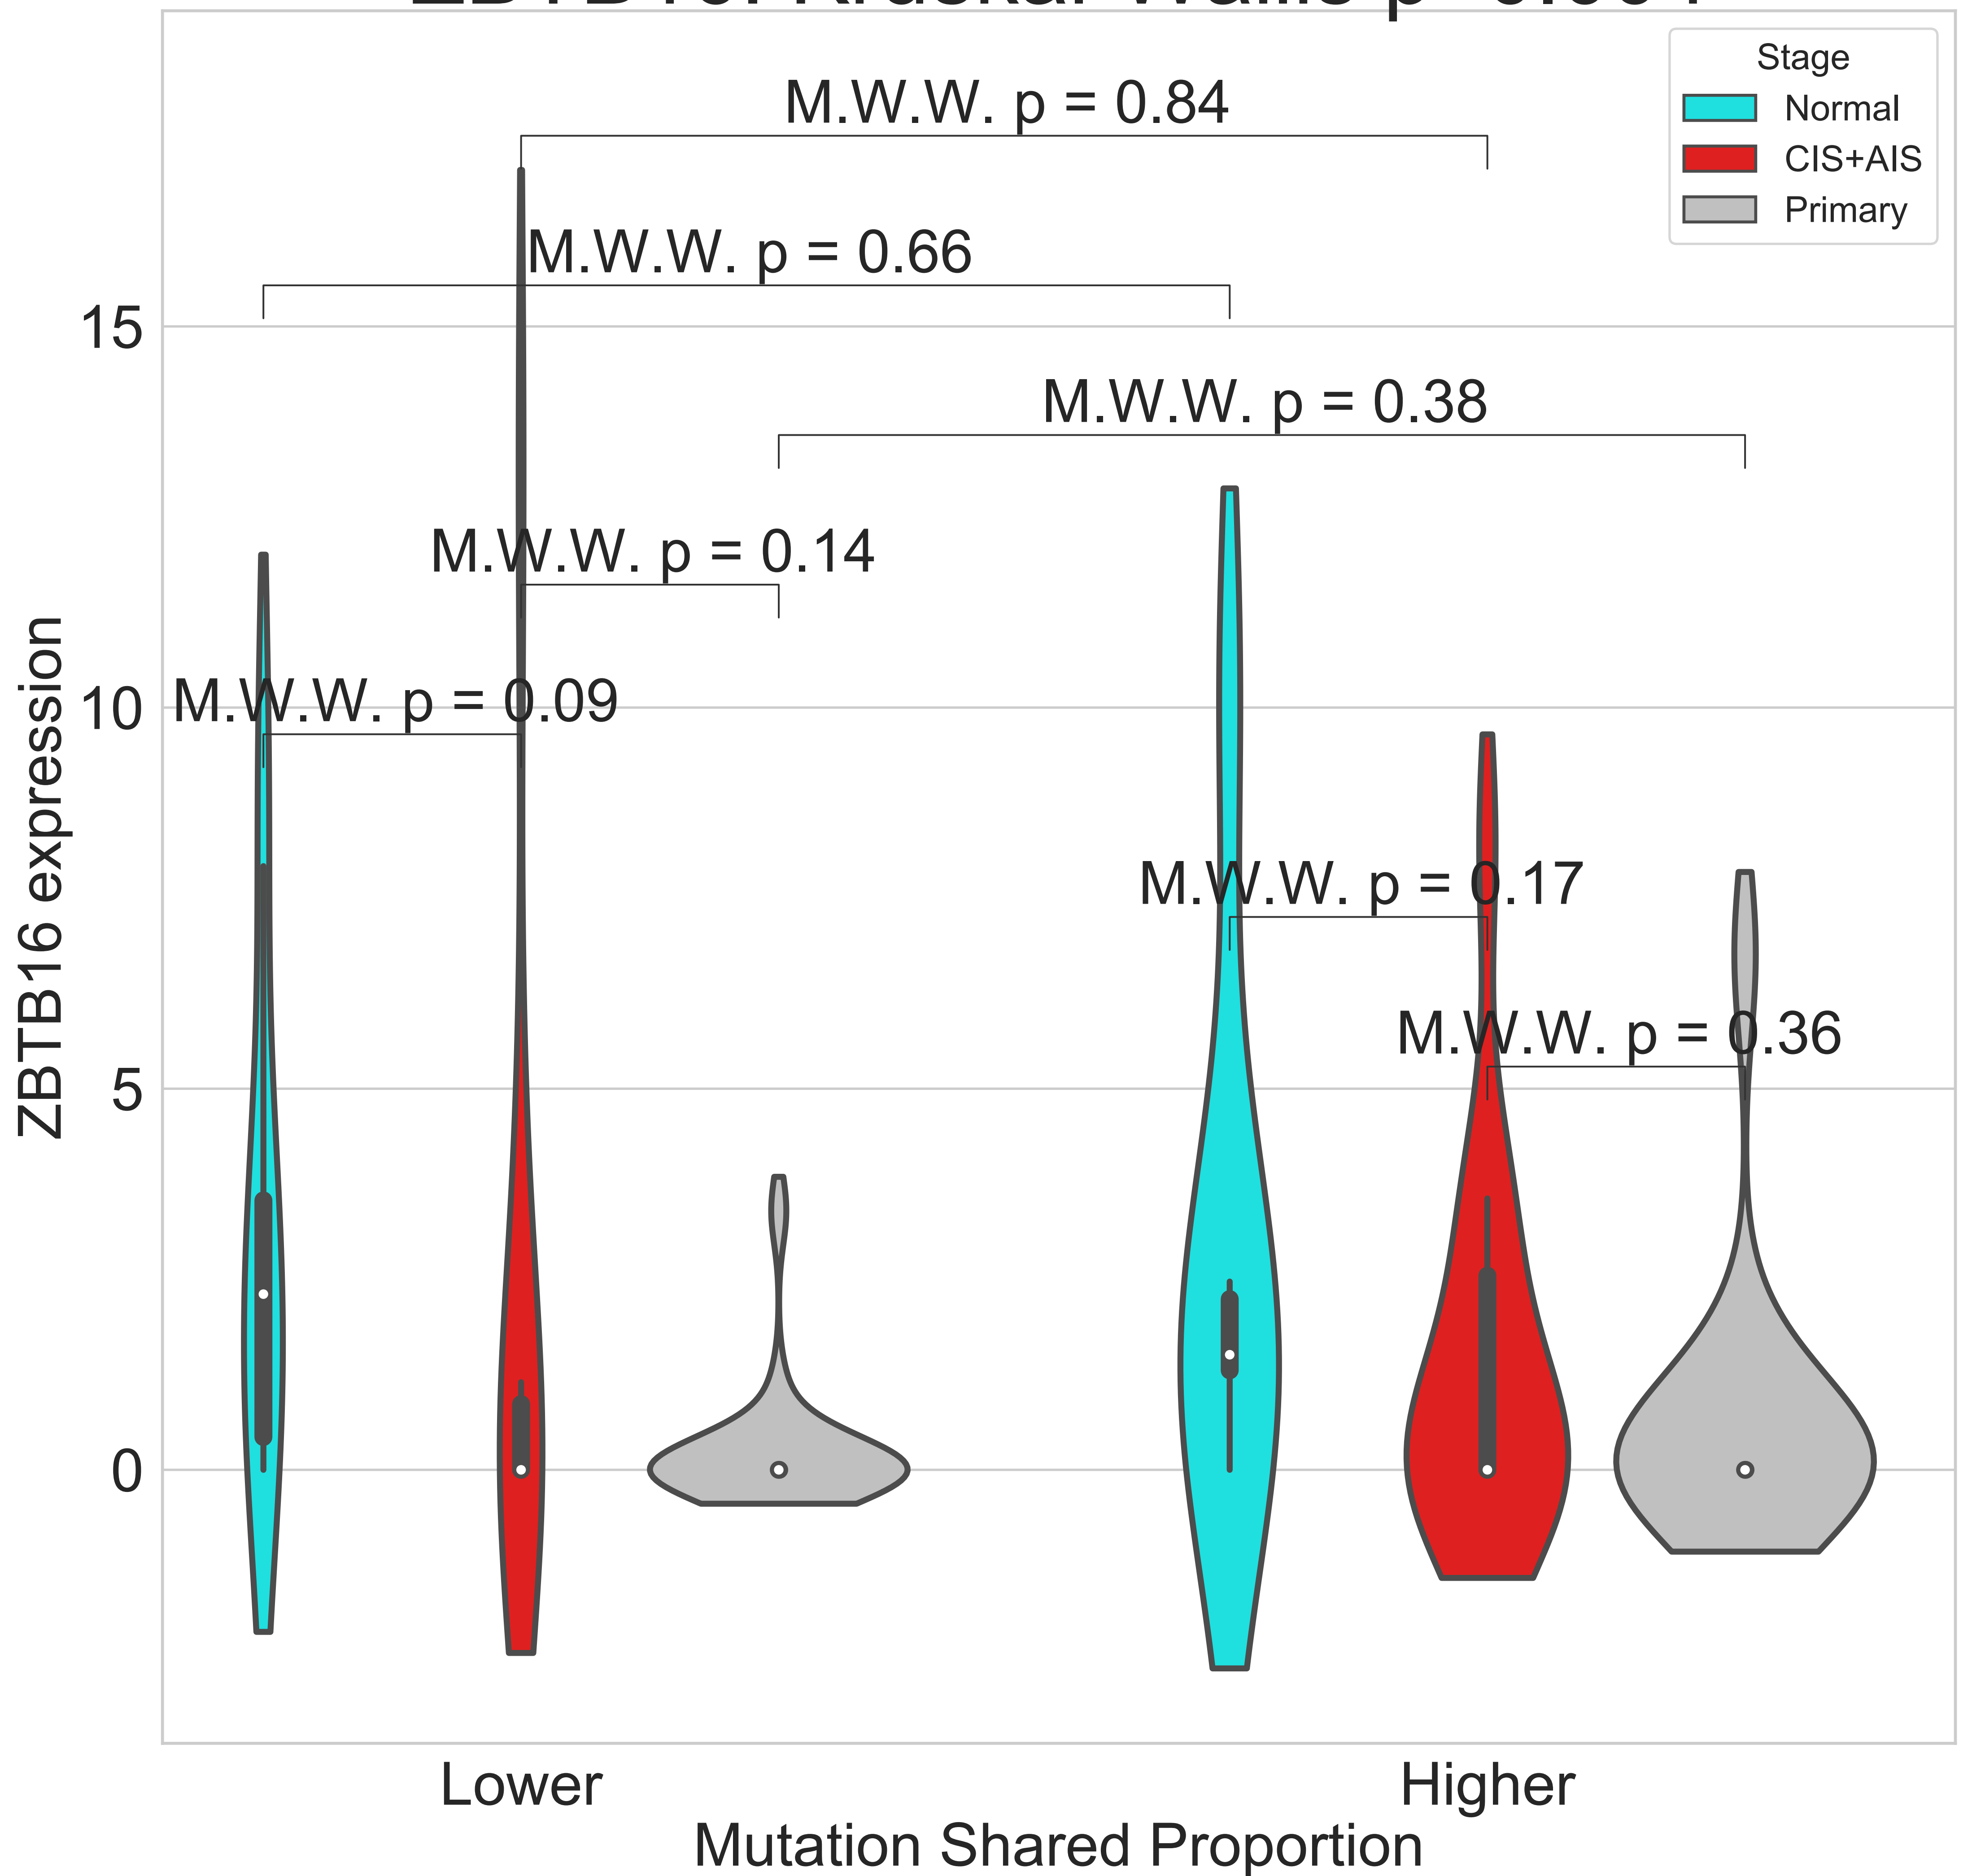 Stage
Normal
CIS+AIS
Primary
M.W.W. p = 0.84
M.W.W. p = 0.66
15
M.W.W. p = 0.38
M.W.W. p = 0.14
M.W.W. p = 0.09
10
ZBTB16 expression
M.W.W. p = 0.17
M.W.W. p = 0.36
5
0
Lower
Higher
Mutation Shared Proportion